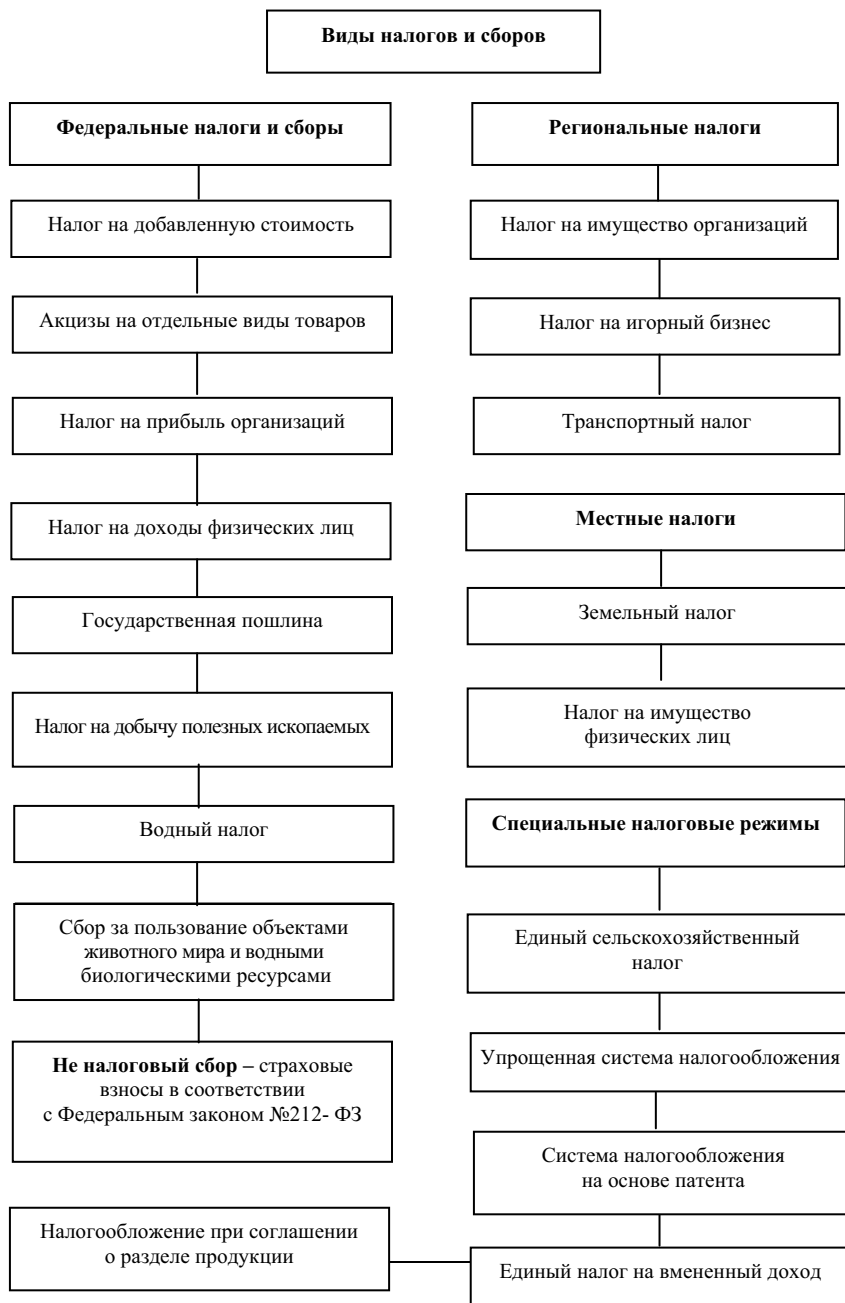 Виды налогов и сборов
Федеральные налоги и сборы
Налог на добавленную стоимость
Акцизы на отдельные виды товаров
Налог на прибыль организаций
Налог на доходы физических лиц
Государственная пошлина
Налог на добычу полезных ископаемых
Водный налог
Сбор за пользование объектами
животного мира и водными
биологическими ресурсами
Не налоговый сбор – страховые
взносы в соответствии
с Федеральным законом №212- ФЗ
Региональные налоги
Налог на имущество организаций
Налог на игорный бизнес
Транспортный налог
Местные налоги
Земельный налог
Налог на имущество
физических лиц
Специальные налоговые режимы
Единый сельскохозяйственный
налог
Упрощенная система налогообложения
Система налогообложения
на основе патента
Единый налог на вмененный доход
Налогообложение при соглашении
о разделе продукции